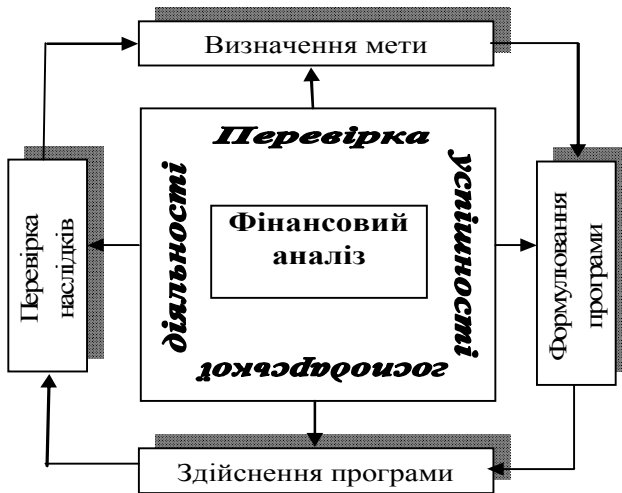 Визначення мети
Перевірка
успішності
господарської
діяльності
Фінансовий
аналіз
Формулювання
програми
Здійснення програми
Перевірка
наслідків